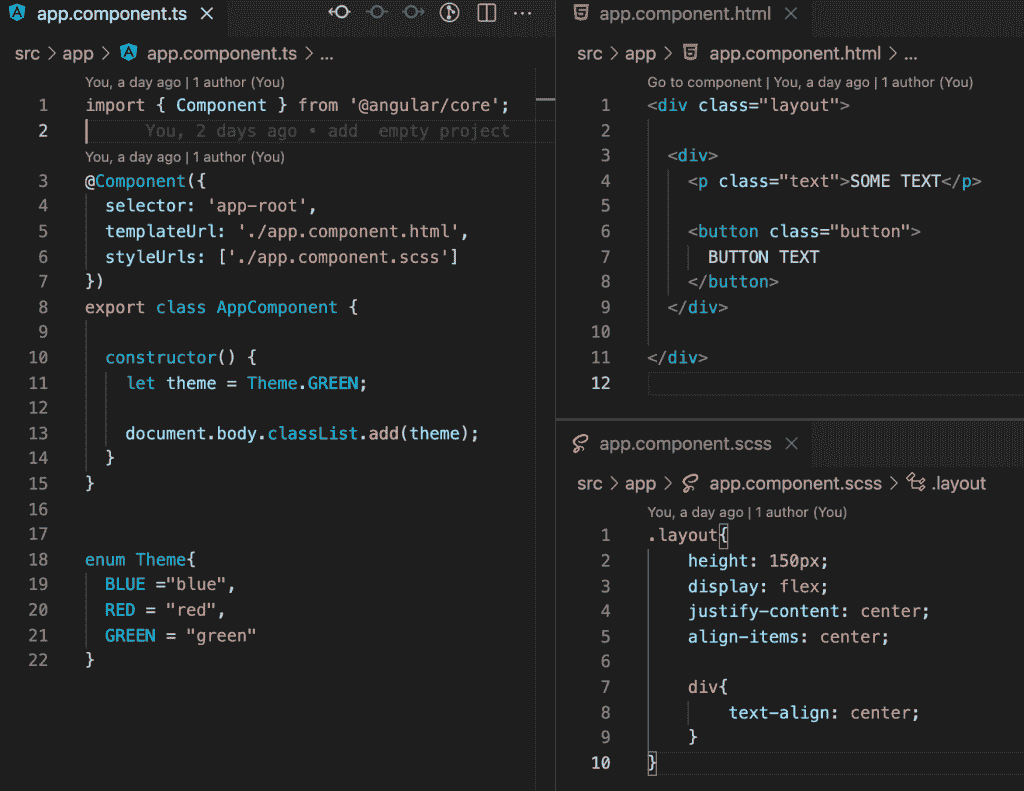 app.component.ts
src > app > app.component.ts > ...
You, a day ago | 1 author (You)
1 import { Component } from '@angular/core';
2 You, 2 days ago • add  empty project
You, a day ago | 1 author (You)
3 @Component({
4   selector: 'app-root',
5   templateUrl: './app.component.html',
6   styleUrls: ['./app.component.scss']
7 })
8 export class AppComponent {
9
10   constructor() {
11     let theme = Theme.GREEN;
12
13     document.body.classList.add(theme);
14   }
15 }
16
17
18 enum Theme{
19   BLUE ="blue",
20   RED = "red",
21   GREEN = "green"
22 }
app.component.html
src > app > app.component.html > ...
Go to component | You, a day ago | 1 author (You)
1 <div class="layout">
2
3   <div>
4     <p class="text">SOME TEXT</p>
5
6     <button class="button">
7       BUTTON TEXT
8     </button>
9   </div>
10
11 </div>
12
app.component.scss
src > app > app.component.scss > .layout
You, a day ago | 1 author (You)
1 .layout{
2     height: 150px;
3     display: flex;
4     justify-content: center;
5     align-items: center;
6
7     div{
8         text-align: center;
9     }
10 }